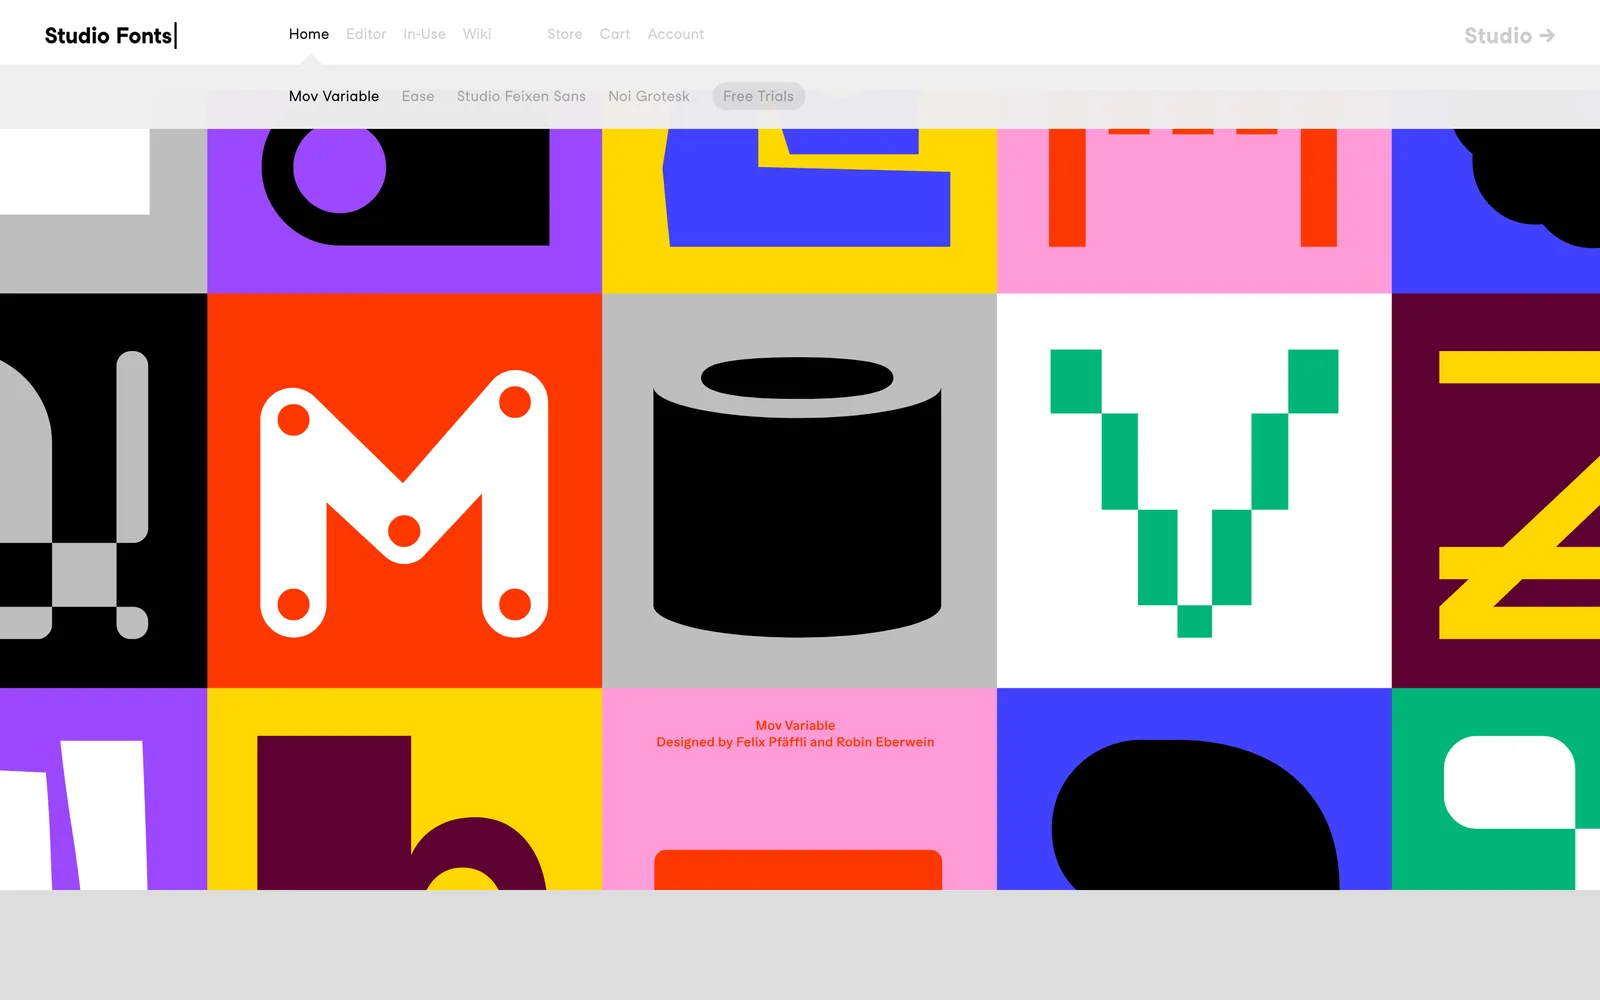 Studio Fonts
Home Editor In-Use Wiki Store Cart Account
Studio →
Mov Variable Ease Studio Feixen Sans Noi Grotesk Free Trials
M V
Mov Variable
Designed by Felix Pfäffli and Robin Eberwein